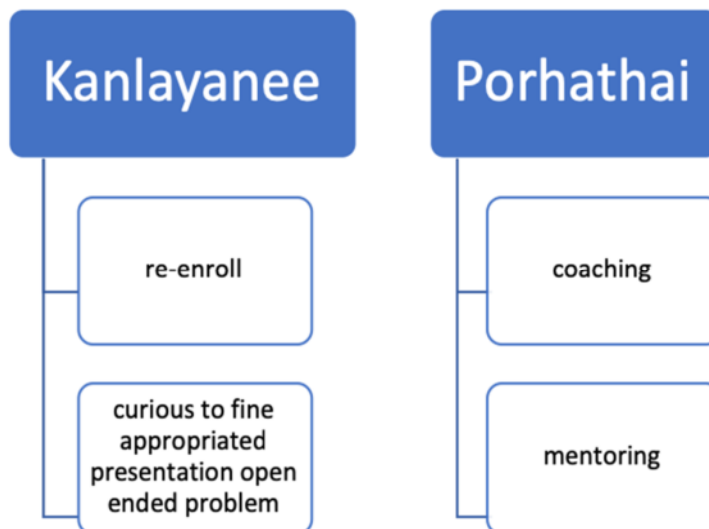 Kanlayanee
re-enroll
curious to fine
appropriated
presentation open
ended problem
Porhathai
coaching
mentoring